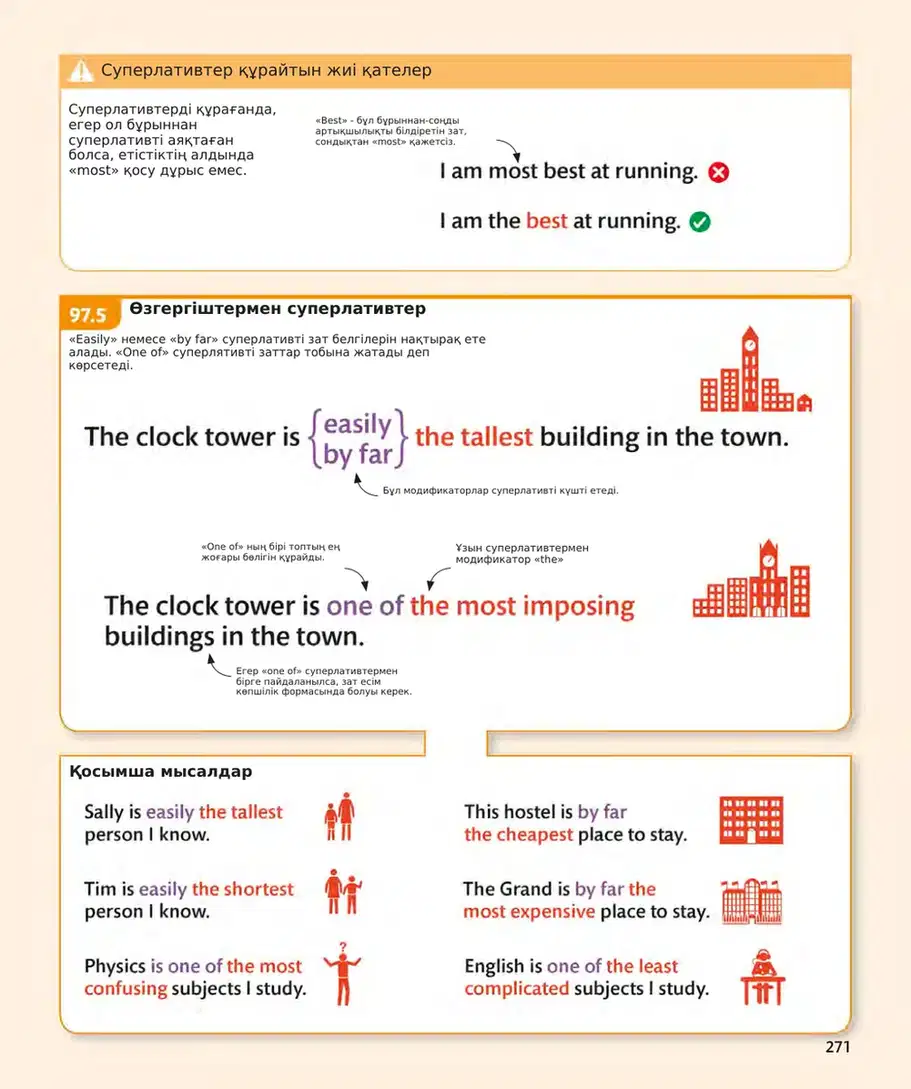 Суперлативтер құрайтын жиі қателер
Суперлативтерді құрағанда,
егер ол бұрыннан
суперлативті аяқтаған
болса, етістіктің алдында
«most» қосу дұрыс емес.
«Best» - бұл бұрыннан-соңды
артықшылықты білдіретін зат,
сондықтан «most» қажетсіз.
I am most best at running.
I am the best at running.
97.5 Өзгергіштермен суперлативтер
«Easily» немесе «by far» суперлативті зат белгілерін нақтырақ ете
алады. «One of» суперлятивті заттар тобына жатады деп
көрсетеді.
The clock tower is {easily by far} the tallest building in the town.
Бұл модификаторлар суперлативті күшті етеді.
«One of» ның бірі топтың ең
жоғары бөлігін құрайды.
Ұзын суперлативтермен
модификатор «the»
The clock tower is one of the most imposing
buildings in the town.
Егер «one of» суперлативтермен
бірге пайдаланылса, зат есім
көпшілік формасында болуы керек.
Қосымша мысалдар
Sally is easily the tallest
person I know.
This hostel is by far
the cheapest place to stay.
Tim is easily the shortest
person I know.
The Grand is by far the
most expensive place to stay.
Physics is one of the most
confusing subjects I study.
?
English is one of the least
complicated subjects I study.
271